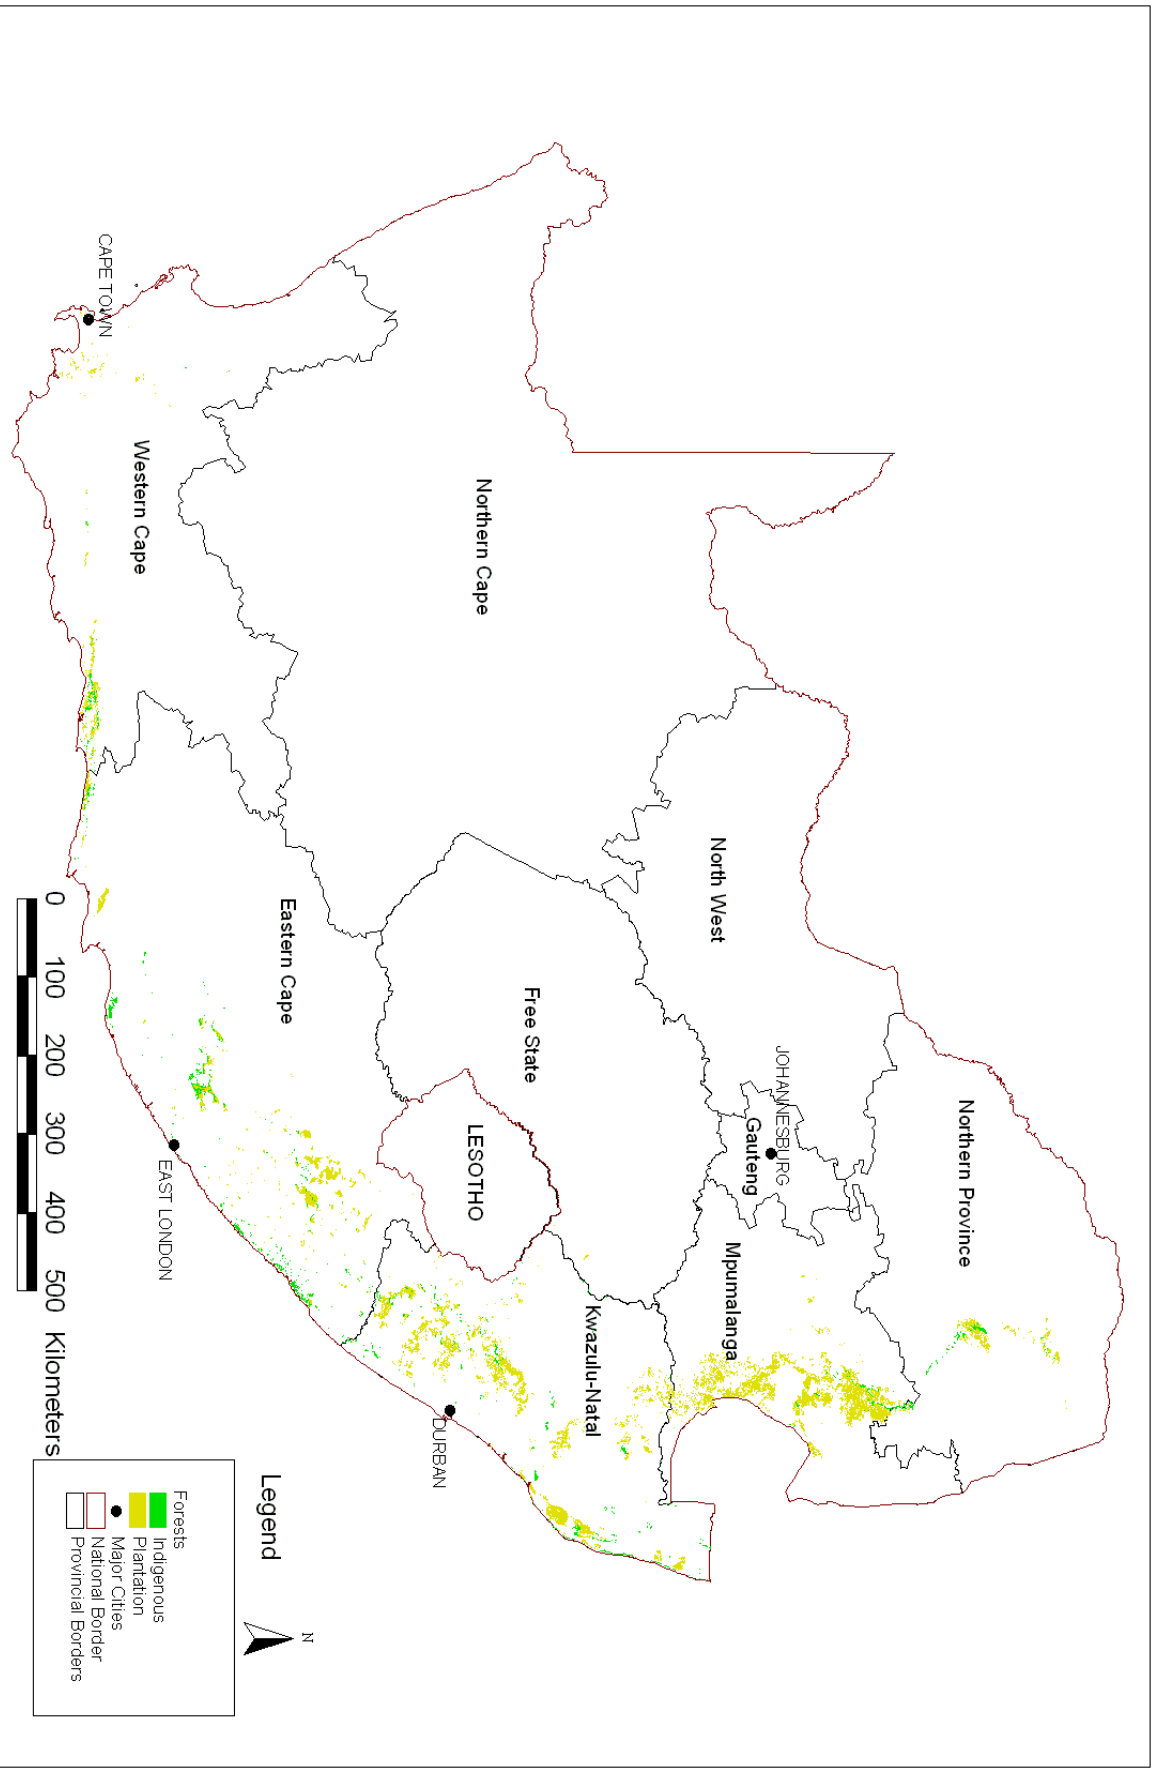 Northern Province
North West
JOHANNESBURG
Gauteng
Mpumalanga
Free State
Kwazulu-Natal
Northern Cape
LESOTHO
DURBAN
Eastern Cape
EAST LONDON
Western Cape
CAPE TOWN
N
Legend
Forests
Indigenous
Plantation
Major Cities
National Border
Provincial Borders
0 100 200 300 400 500 Kilometers